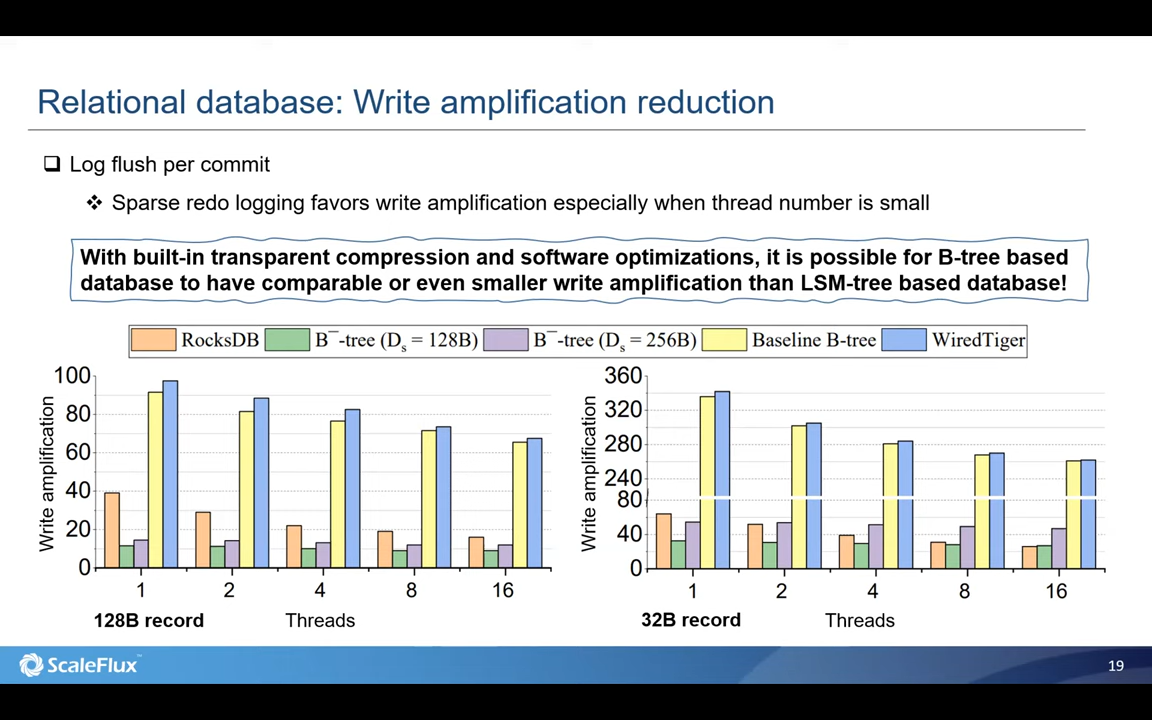 Relational database: Write amplification reduction
❑ Log flush per commit
❖ Sparse redo logging favors write amplification especially when thread number is small
With built-in transparent compression and software optimizations, it is possible for B-tree based
database to have comparable or even smaller write amplification than LSM-tree based database!
RocksDB B¯-tree (Ds = 128B) B¯-tree (Ds = 256B) Baseline B-tree WiredTiger
Write amplification
100
80
60
40
20
0
1 2 4 8 16
128B record Threads
Write amplification
360
320
280
240
80
40
0
1 2 4 8 16
32B record Threads
ScaleFlux™
19